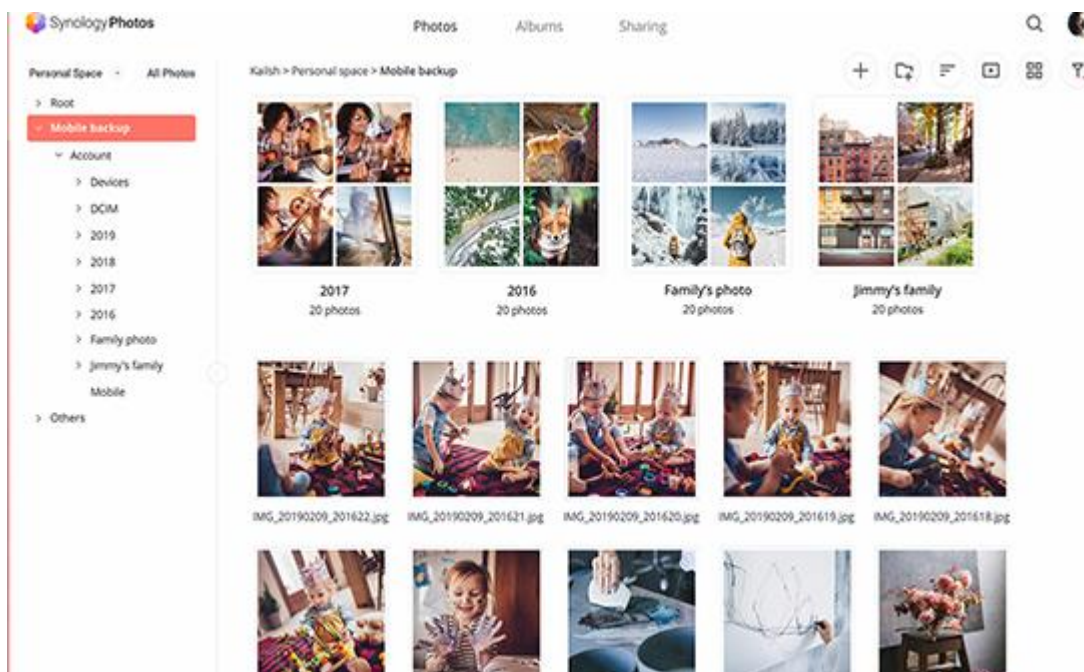 Synology Photos
Photos
Albums
Sharing
Personal Space
All Photos
Kailsh > Personal space > Mobile backup
Root
Mobile backup
Account
Devices
DCIM
2019
2018
2017
2016
Family photo
Jimmy's family
Mobile
Others
2017
20 photos
2016
20 photos
Family's photo
20 photos
Jimmy's family
20 photos
IMG_20190209_201622.jpg
IMG_20190209_201621.jpg
IMG_20190209_201620.jpg
IMG_20190209_201619.jpg
IMG_20190209_201618.jpg